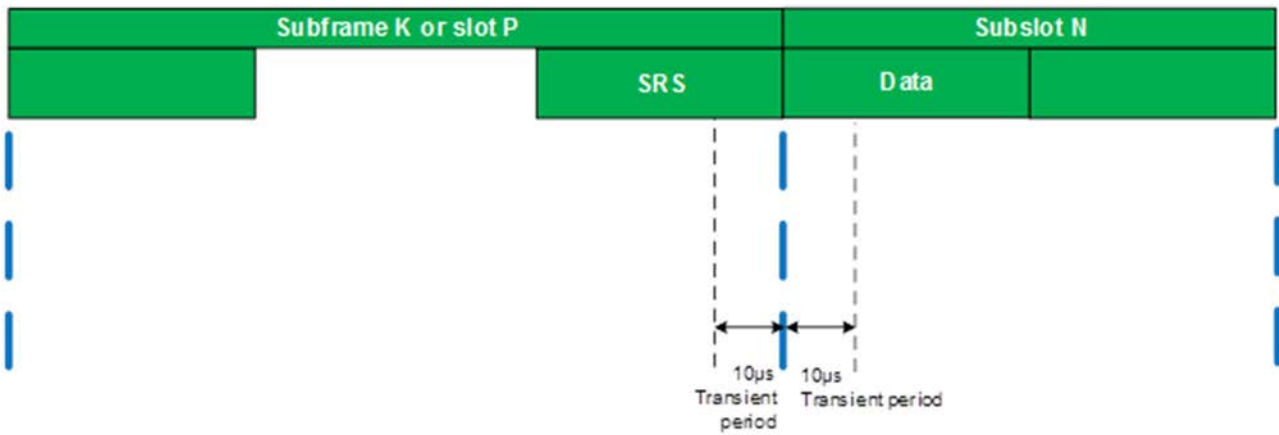 Subframe K or slot P
Subslot N
SRS
Data
10µs
Transient
period
10µs
Transient period